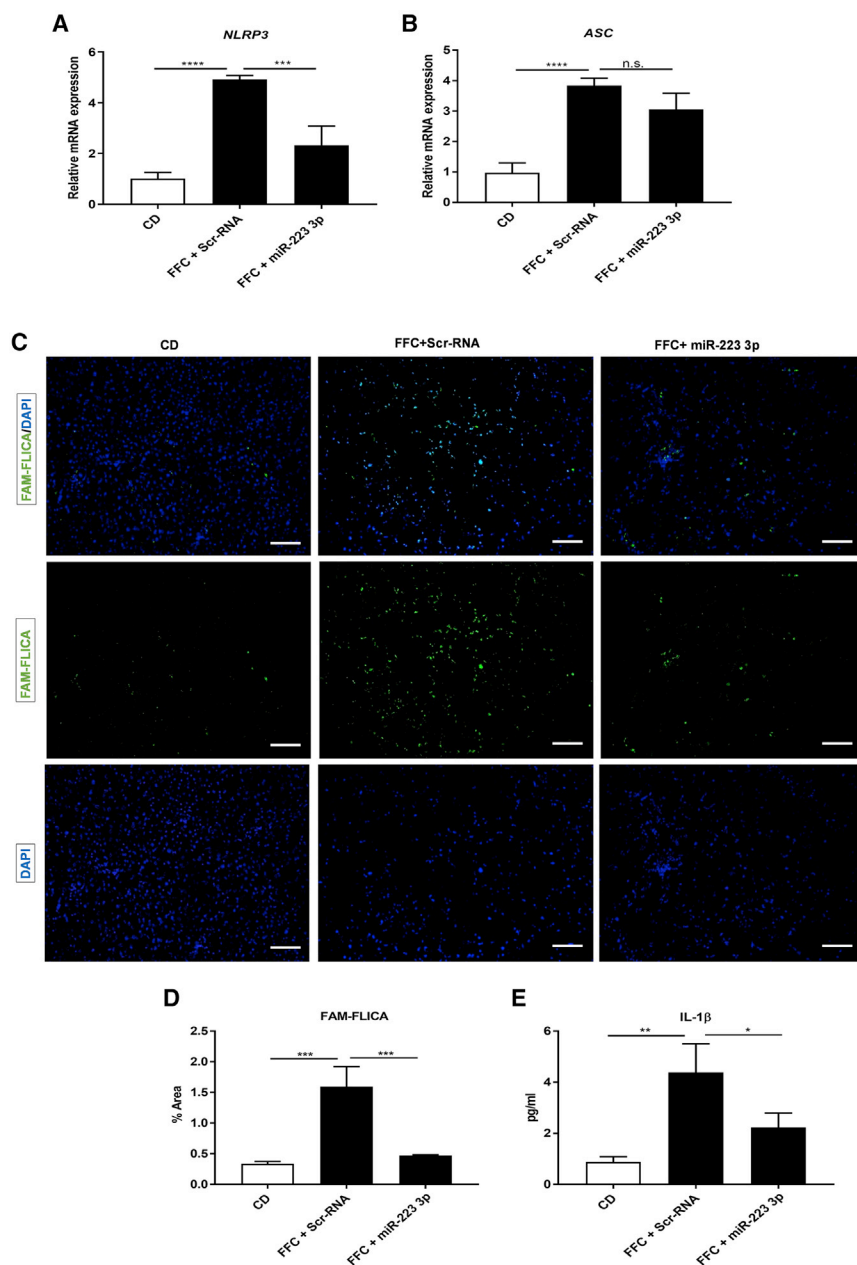 A
NLRP3
Relative mRNA expression
6
4
2
0
****
***
CD
FFC + Scr-RNA
FFC + miR-223 3p
B
ASC
Relative mRNA expression
5
4
3
2
1
0
****
n.s.
CD
FFC + Scr-RNA
FFC + miR-223 3p
C
CD
FFC+Scr-RNA
FFC+ miR-223 3p
FAM-FLICA/DAPI
FAM-FLICA
DAPI
D
FAM-FLICA
% Area
2.5
2.0
1.5
1.0
0.5
0.0
***
***
CD
FFC + Scr-RNA
FFC + miR-223 3p
E
IL-1β
pg/ml
6
4
2
0
**
*
CD
FFC + Scr-RNA
FFC + miR-223 3p